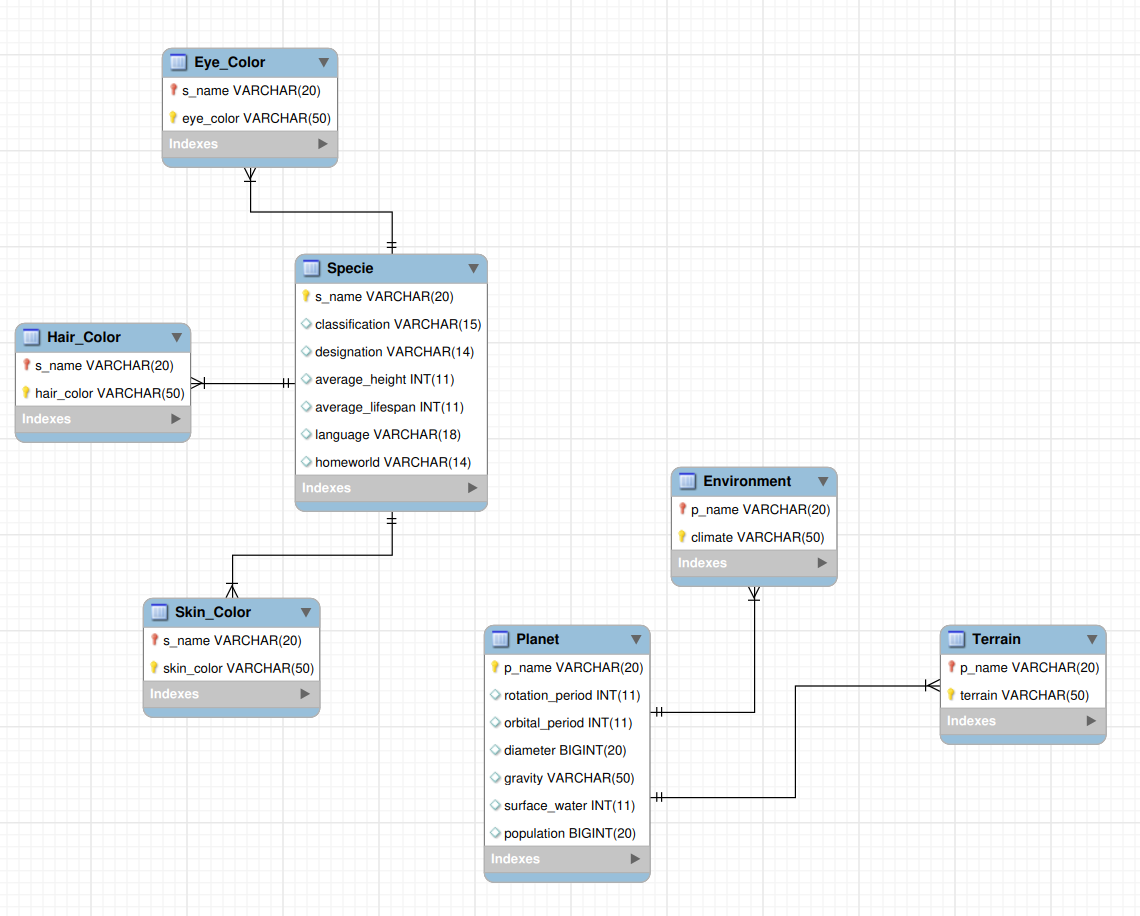 Eye_Color
s_name VARCHAR(20)
eye_color VARCHAR(50)
Indexes
Specie
s_name VARCHAR(20)
classification VARCHAR(15)
designation VARCHAR(14)
average_height INT(11)
average_lifespan INT(11)
language VARCHAR(18)
homeworld VARCHAR(14)
Indexes
Hair_Color
s_name VARCHAR(20)
hair_color VARCHAR(50)
Indexes
Skin_Color
s_name VARCHAR(20)
skin_color VARCHAR(50)
Indexes
Environment
p_name VARCHAR(20)
climate VARCHAR(50)
Indexes
Planet
p_name VARCHAR(20)
rotation_period INT(11)
orbital_period INT(11)
diameter BIGINT(20)
gravity VARCHAR(50)
surface_water INT(11)
population BIGINT(20)
Indexes
Terrain
p_name VARCHAR(20)
terrain VARCHAR(50)
Indexes